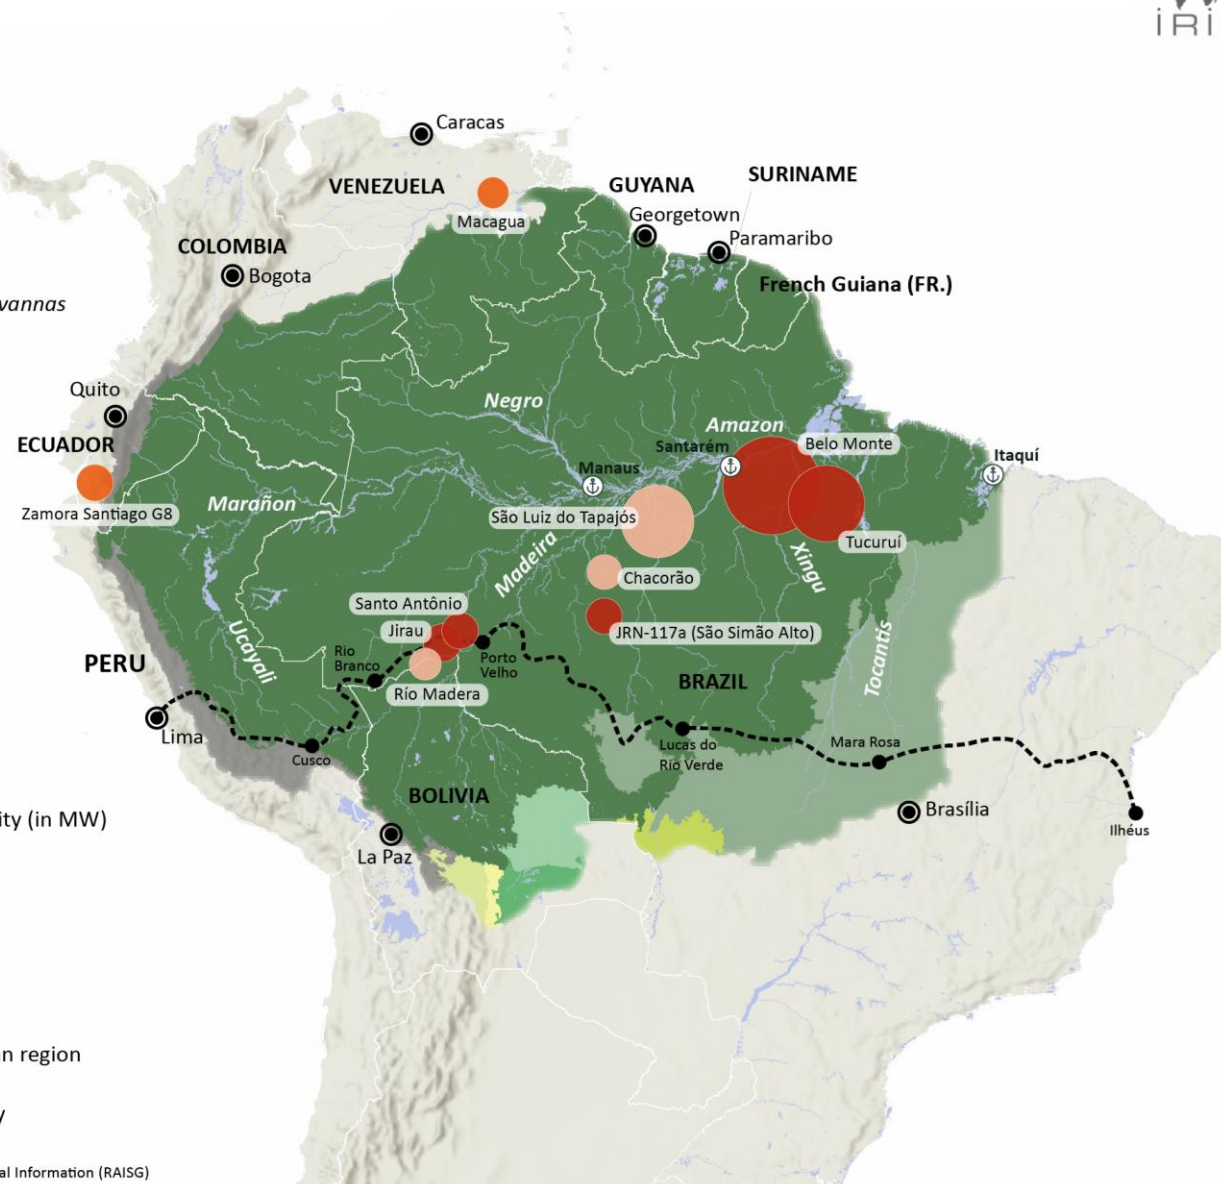 iRi
Caracas
VENEZUELA
Macagua
GUYANA
Georgetown
SURINAME
Paramaribo
COLOMBIA
Bogota
French Guiana (FR.)
vannas
Quito
ECUADOR
Negro
Amazon
Santarém
Belo Monte
Itaquí
Manaus
Marañon
Zamora Santiago G8
São Luiz do Tapajós
Tucuruí
Madeira
Xingu
Chacorão
Santo Antônio
Jirau
JRN-117a (São Simão Alto)
Ucayali
Rio
Branco
Porto
Velho
Tocantis
PERU
BRAZIL
Río Madera
Lima
Cusco
Lucas do
Rio Verde
Mara Rosa
BOLIVIA
Brasília
Ilhéus
ity (in MW)
La Paz
n region
y
al Information (RAISG)